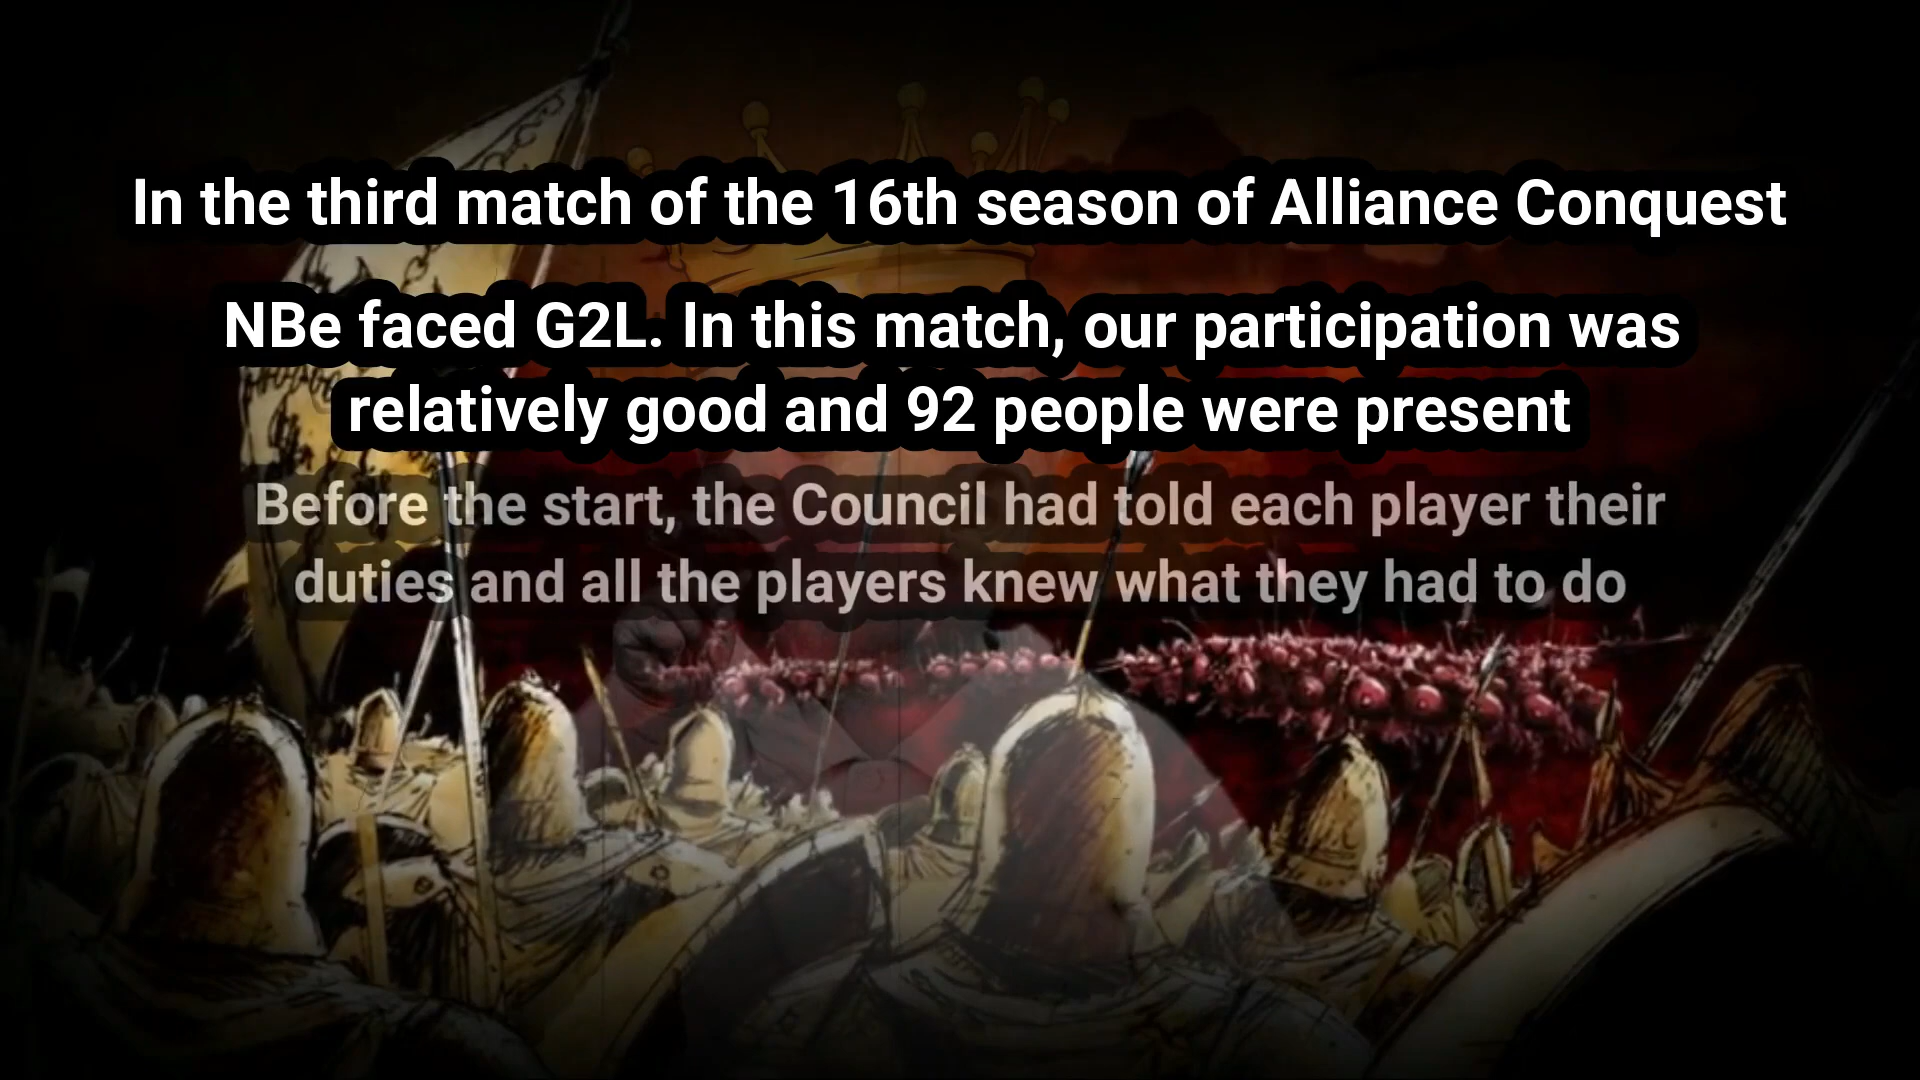 In the third match of the 16th season of Alliance Conquest
NBe faced G2L. In this match, our participation was
relatively good and 92 people were present
Before the start, the Council had told each player their
duties and all the players knew what they had to do